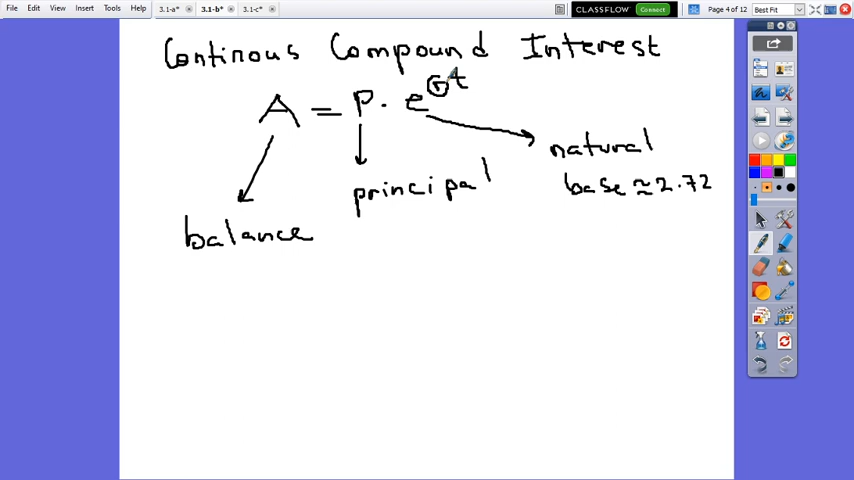 File Edit View Insert Tools Help
3.1-a* 3.1-b* 3.1-c*
CLASSFLOW Connect
Page 4 of 12 Best Fit
Continous Compound Interest
A = P · e^rt
natural
base ≈ 2.72
principal
balance